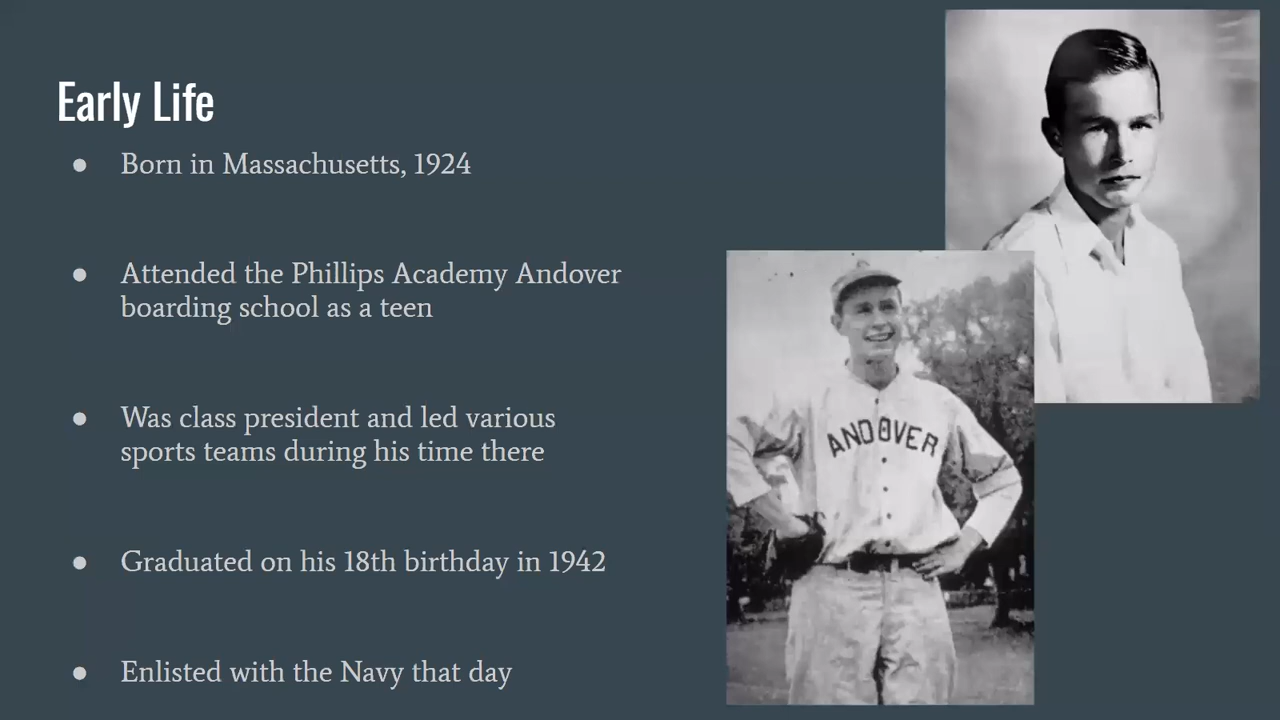 Early Life
● Born in Massachusetts, 1924
● Attended the Phillips Academy Andover
boarding school as a teen
● Was class president and led various
sports teams during his time there
● Graduated on his 18th birthday in 1942
● Enlisted with the Navy that day
ANDOVER